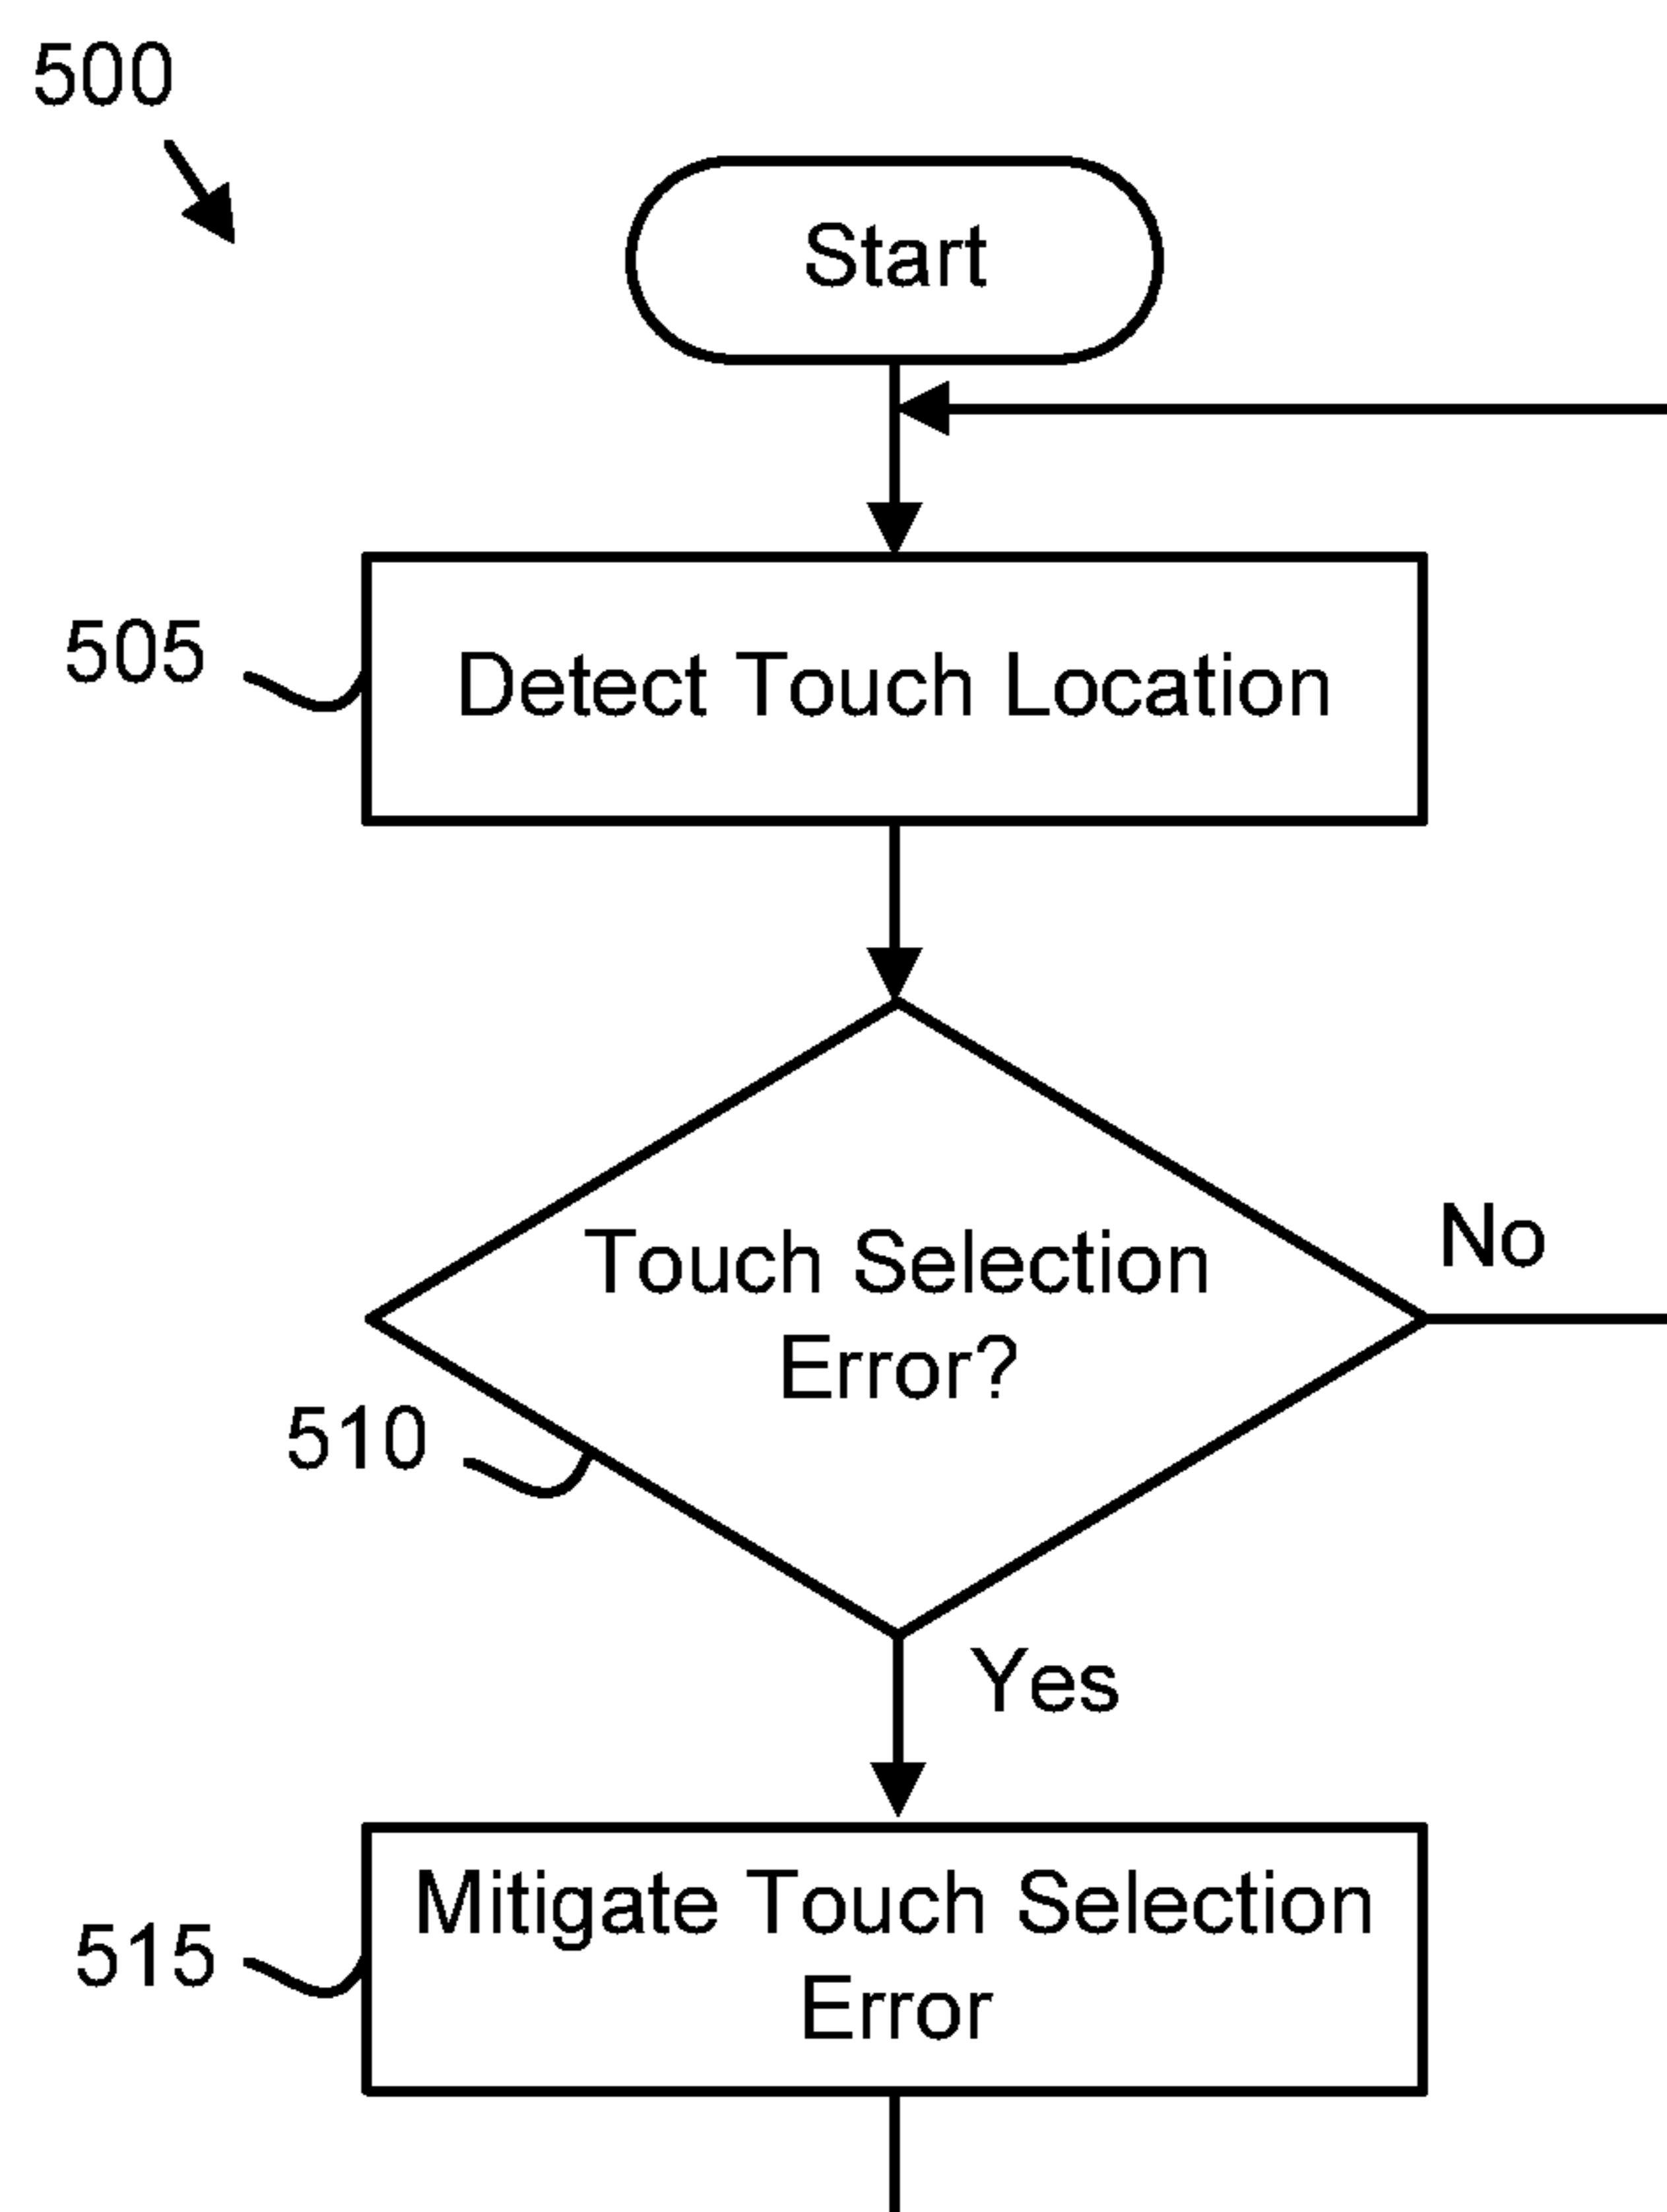 500
Start
505
Detect Touch Location
Touch Selection
Error?
No
510
Yes
Mitigate Touch Selection
515
Error